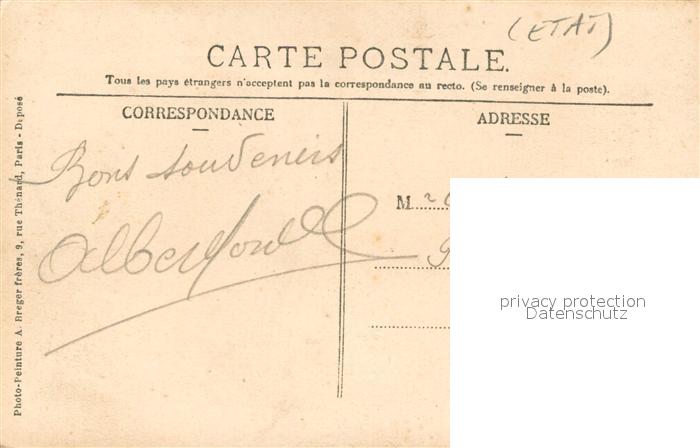 (ETAT)
CARTE POSTALE.
Tous les pays étrangers n'acceptent pas la correspondance au recto. (Se renseigner à la poste).
CORRESPONDANCE
ADRESSE
Bons souvenirs
M
Photo-Peinture A. Breger frères, 9, rue Thénard, Paris - Déposé
privacy protection
Datenschutz